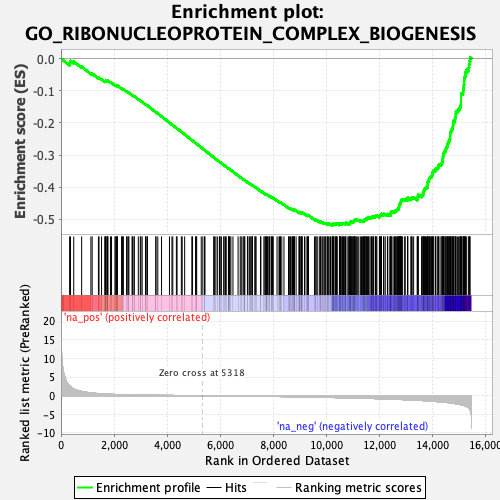 Enrichment plot:
GO_RIBONUCLEOPROTEIN_COMPLEX_BIOGENESIS
Enrichment score (ES)
0.0
-0.1
-0.2
-0.3
-0.4
-0.5
'na_pos' (positively correlated)
Ranked list metric (PreRanked)
20
15
10
5
0
-5
-10
Zero cross at 5318
'na_neg' (negatively correlated)
0
2,000
4,000
6,000
8,000
10,000
12,000
14,000
16,000
Rank in Ordered Dataset
Enrichment profile
Hits
Ranking metric scores